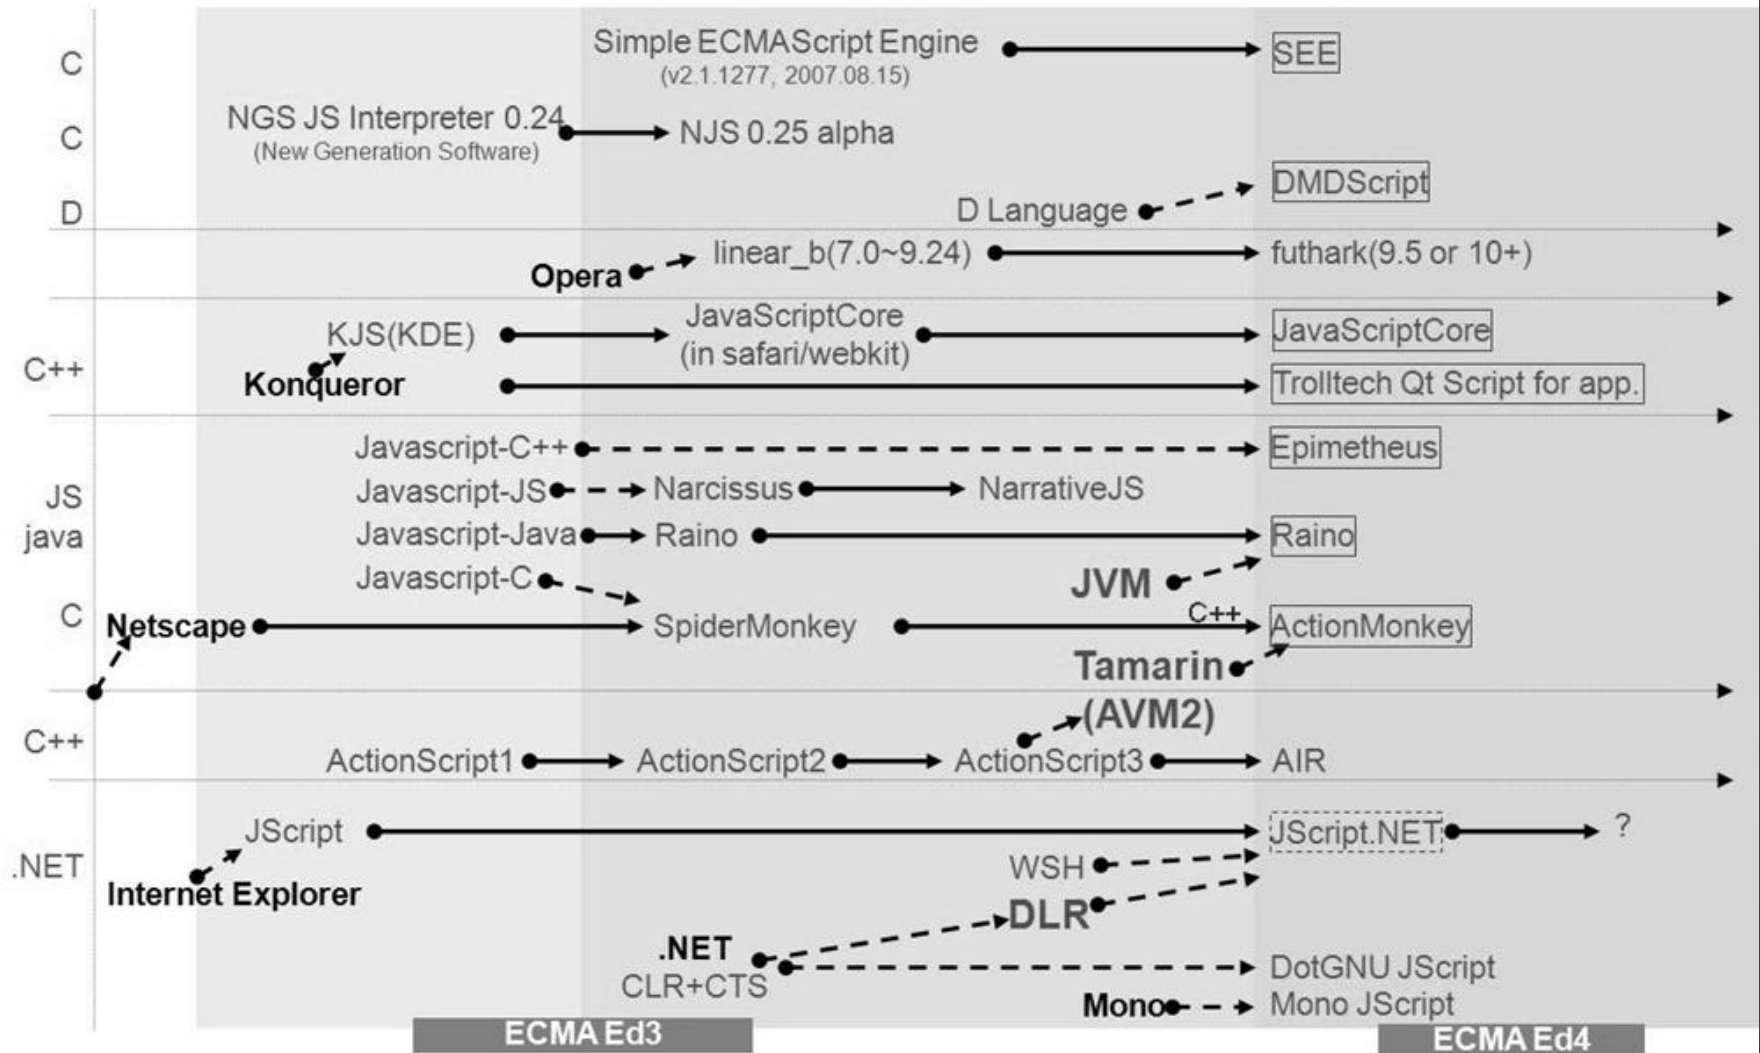 C
Simple ECMAScript Engine
(v2.1.1277, 2007.08.15)
SEE
C
NGS JS Interpreter 0.24
(New Generation Software)
NJS 0.25 alpha
DMDScript
D
D Language
Opera
linear_b(7.0~9.24)
futhark(9.5 or 10+)
C++
KJS(KDE)
JavaScriptCore
(in safari/webkit)
JavaScriptCore
Konqueror
Trolltech Qt Script for app.
JS
java
C
Javascript-C++
Epimetheus
Javascript-JS
Narcissus
NarrativeJS
Javascript-Java
Raino
Raino
Javascript-C
JVM
Netscape
SpiderMonkey
C++
ActionMonkey
Tamarin
(AVM2)
C++
ActionScript1
ActionScript2
ActionScript3
AIR
.NET
JScript
JScript.NET
?
Internet Explorer
WSH
DLR
.NET
CLR+CTS
DotGNU JScript
Mono
Mono JScript
ECMA Ed3
ECMA Ed4